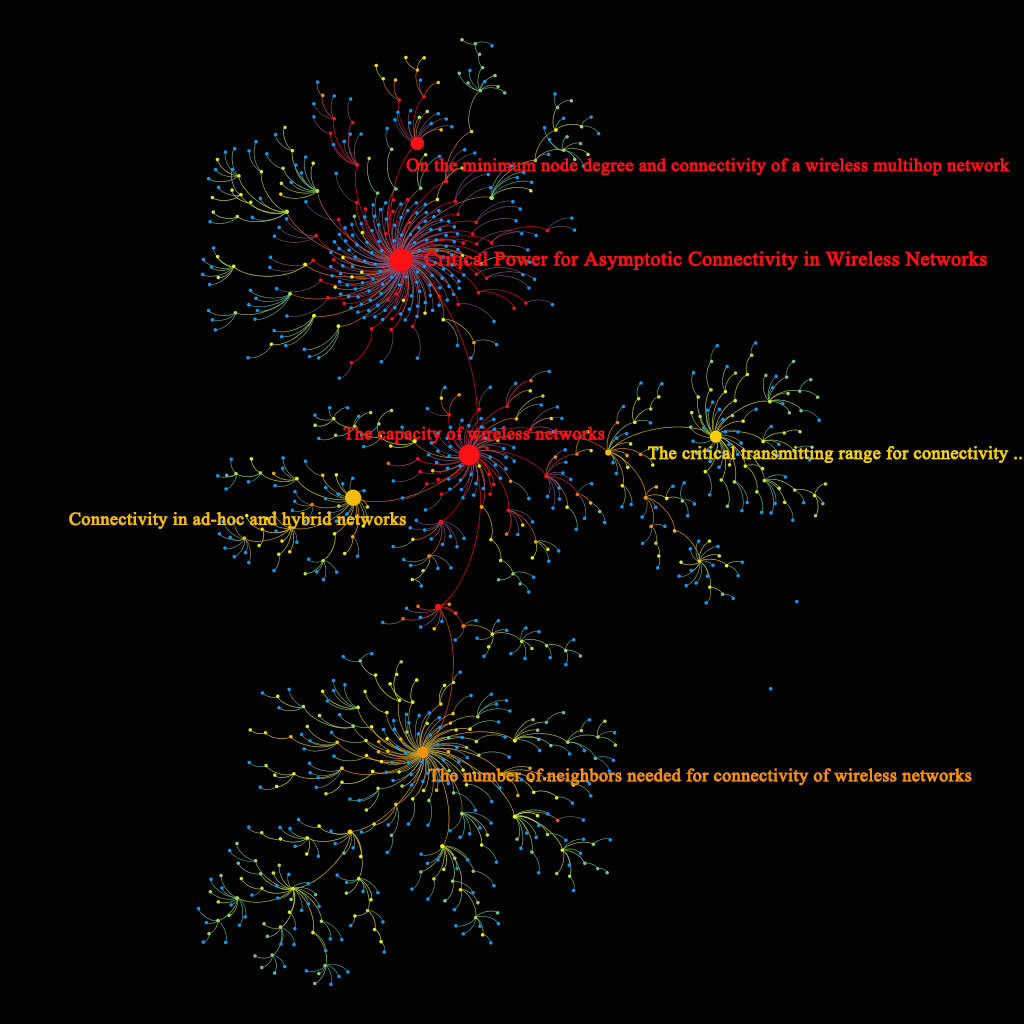 On the minimum node degree and connectivity of a wireless multihop network
Critical Power for Asymptotic Connectivity in Wireless Networks
The capacity of wireless networks
The critical transmitting range for connectivity ...
Connectivity in ad-hoc and hybrid networks
The number of neighbors needed for connectivity of wireless networks